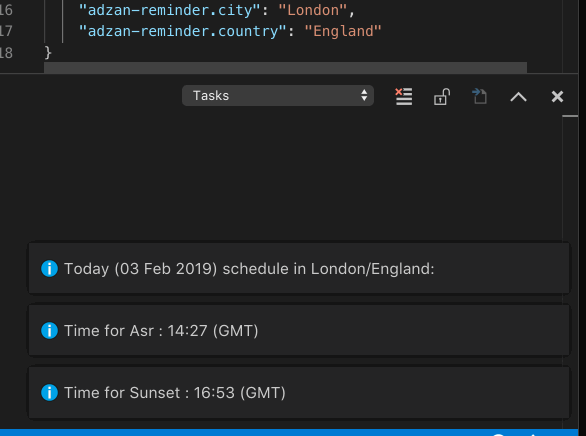 16 "adzan-reminder.city": "London",
17 "adzan-reminder.country": "England"
18 }
Tasks
Today (03 Feb 2019) schedule in London/England:
Time for Asr : 14:27 (GMT)
Time for Sunset : 16:53 (GMT)